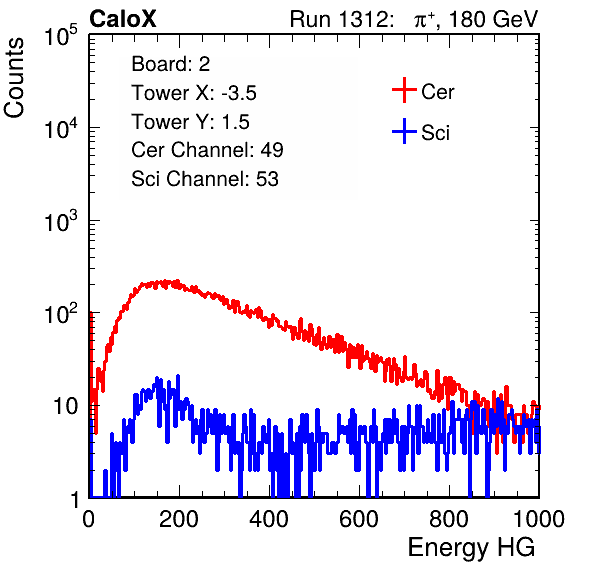 CaloX Run 1312: π⁺, 180 GeV
Counts
10⁵
10⁴
10³
10²
10
1
Board: 2
Tower X: -3.5
Tower Y: 1.5
Cer Channel: 49
Sci Channel: 53
Cer
Sci
0 200 400 600 800 1000
Energy HG